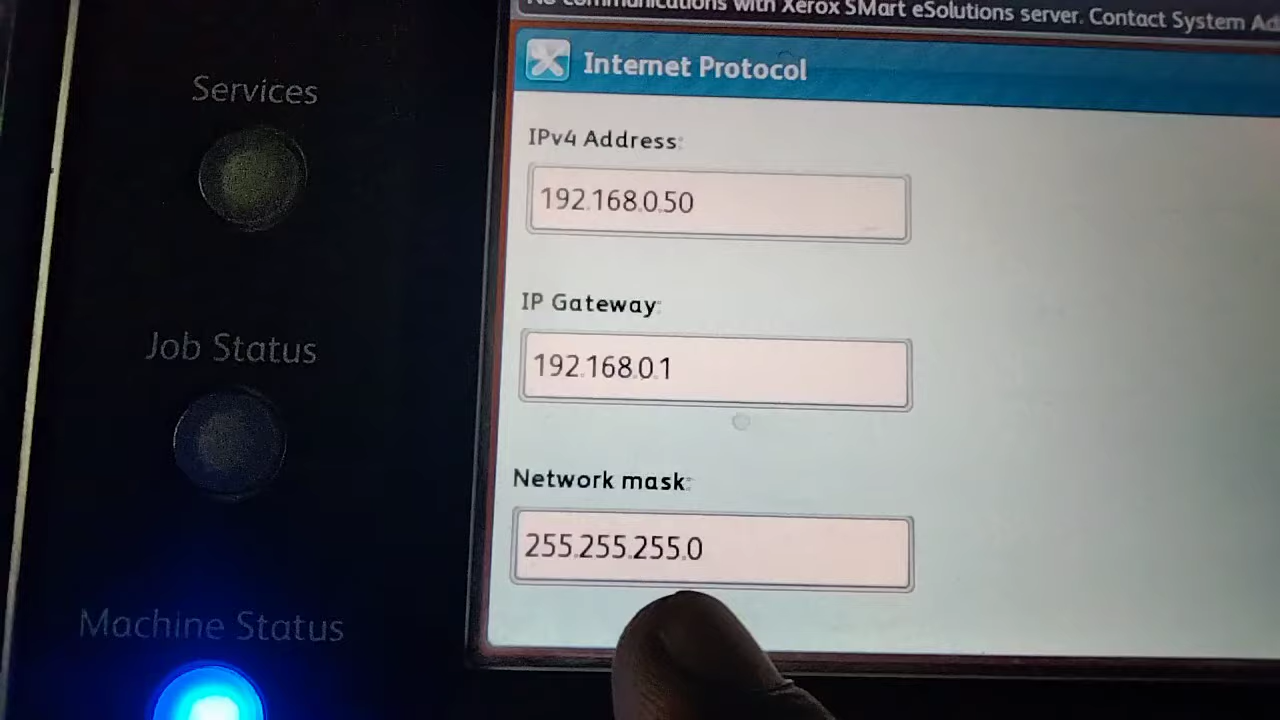 No communications with Xerox SMart eSolutions server. Contact System
Internet Protocol
Services
IPv4 Address:
192.168.0.50
IP Gateway:
192.168.0.1
Job Status
Network mask:
255.255.255.0
Machine Status